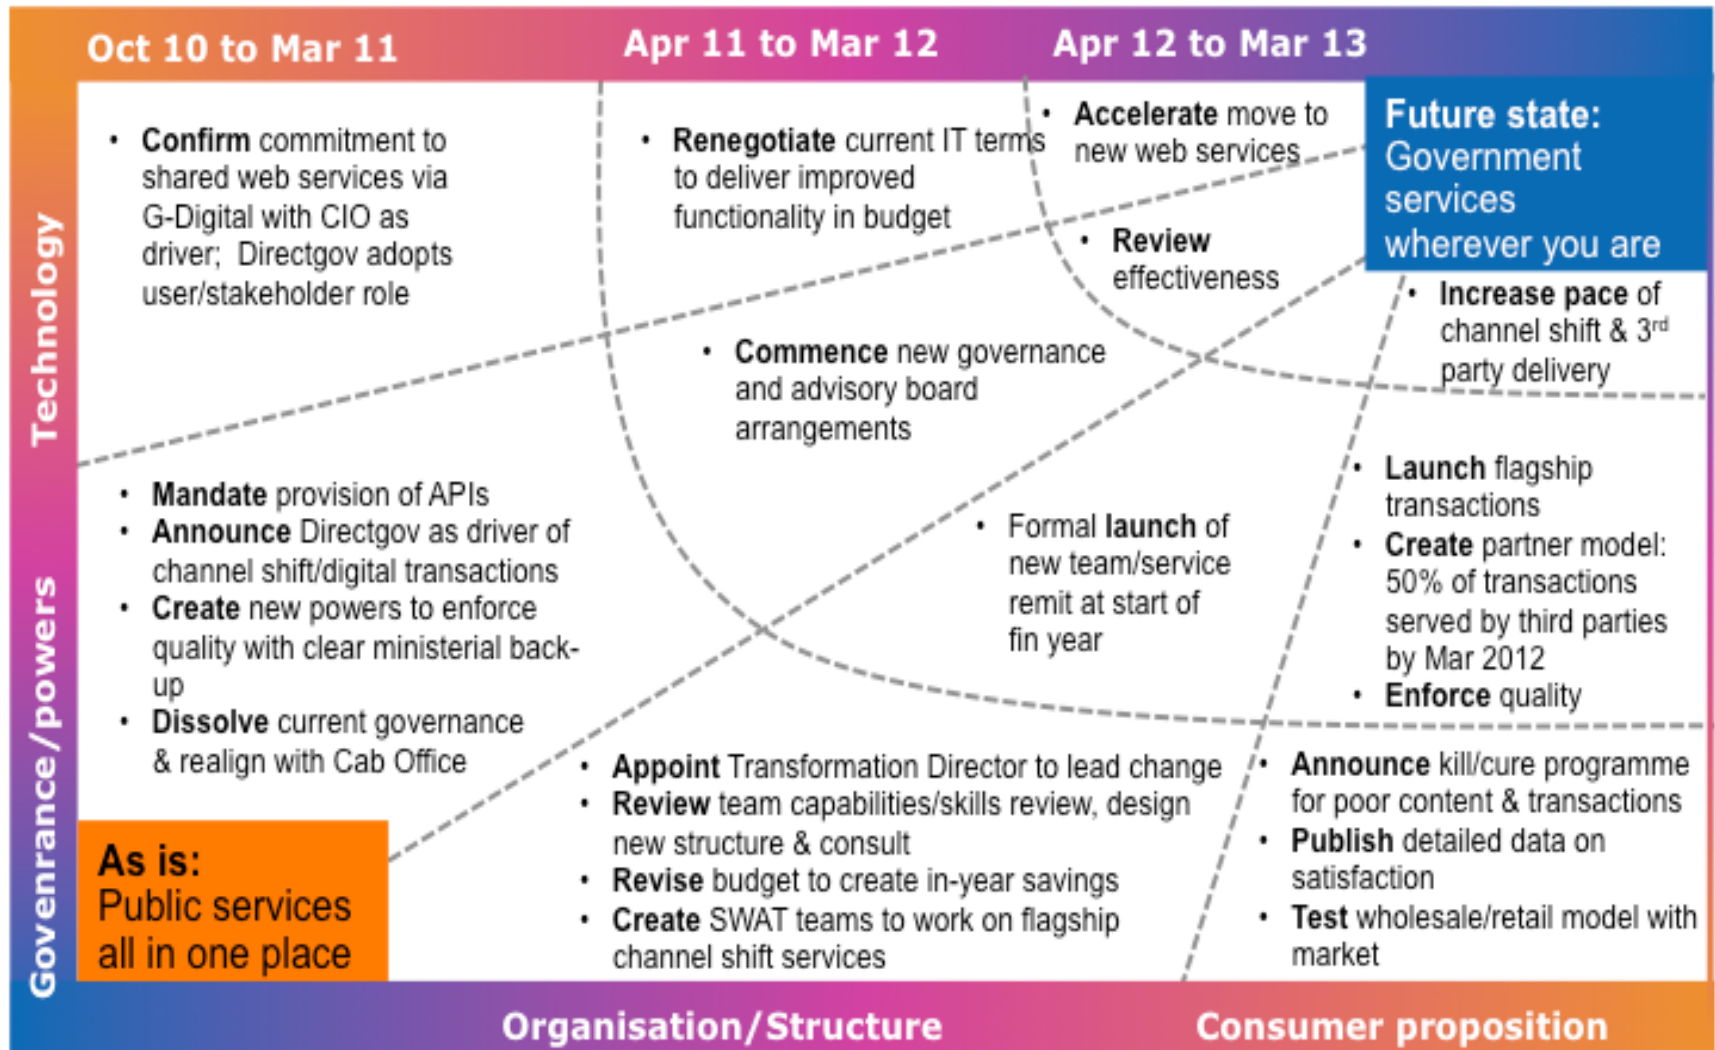 Oct 10 to Mar 11
Apr 11 to Mar 12
Apr 12 to Mar 13
Technology
Govenrance/powers
• Confirm commitment to
shared web services via
G-Digital with CIO as
driver; Directgov adopts
user/stakeholder role
• Renegotiate current IT terms
to deliver improved
functionality in budget
• Accelerate move to
new web services
Future state:
Government
services
wherever you are
• Review
effectiveness
• Increase pace of
channel shift & 3rd
party delivery
• Commence new governance
and advisory board
arrangements
• Mandate provision of APIs
• Announce Directgov as driver of
channel shift/digital transactions
• Create new powers to enforce
quality with clear ministerial back-
up
• Dissolve current governance
& realign with Cab Office
• Formal launch of
new team/service
remit at start of
fin year
• Launch flagship
transactions
• Create partner model:
50% of transactions
served by third parties
by Mar 2012
• Enforce quality
As is:
Public services
all in one place
• Appoint Transformation Director to lead change
• Review team capabilities/skills review, design
new structure & consult
• Revise budget to create in-year savings
• Create SWAT teams to work on flagship
channel shift services
• Announce kill/cure programme
for poor content & transactions
• Publish detailed data on
satisfaction
• Test wholesale/retail model with
market
Organisation/Structure
Consumer proposition